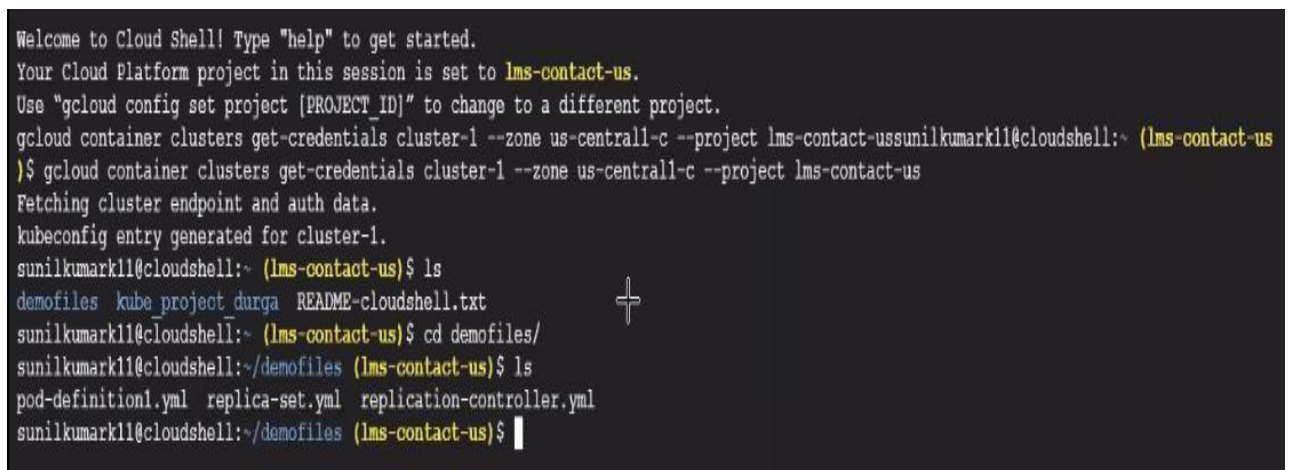 Welcome to Cloud Shell! Type "help" to get started.
Your Cloud Platform project in this session is set to lms-contact-us.
Use "gcloud config set project [PROJECT_ID]" to change to a different project.
gcloud container clusters get-credentials cluster-1 --zone us-central1-c --project lms-contact-ussunilkumark11@cloudshell:~ (lms-contact-us
)$ gcloud container clusters get-credentials cluster-1 --zone us-central1-c --project lms-contact-us
Fetching cluster endpoint and auth data.
kubeconfig entry generated for cluster-1.
sunilkumark11@cloudshell:~ (lms-contact-us)$ ls
demofiles kube_project_durga README-cloudshell.txt
sunilkumark11@cloudshell:~ (lms-contact-us)$ cd demofiles/
sunilkumark11@cloudshell:~/demofiles (lms-contact-us)$ ls
pod-definition1.yml replica-set.yml replication-controller.yml
sunilkumark11@cloudshell:~/demofiles (lms-contact-us)$